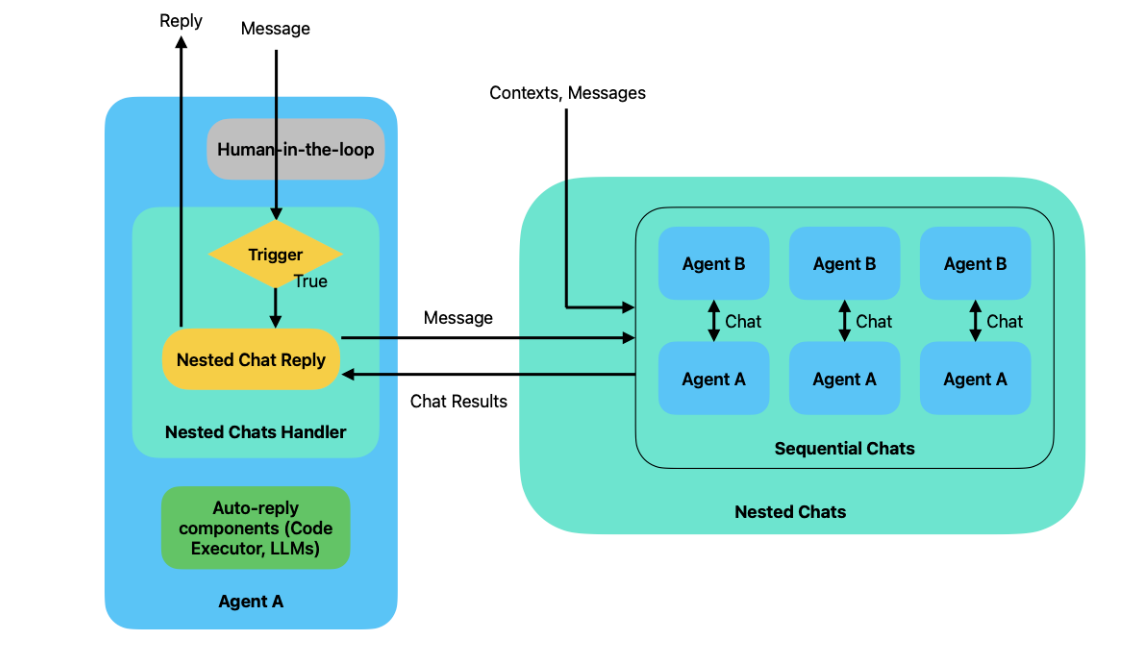 Reply
Message
Human-in-the-loop
Trigger
True
Nested Chat Reply
Nested Chats Handler
Auto-reply
components (Code
Executor, LLMs)
Agent A
Message
Chat Results
Contexts, Messages
Agent B
Agent B
Agent B
Chat
Chat
Chat
Agent A
Agent A
Agent A
Sequential Chats
Nested Chats